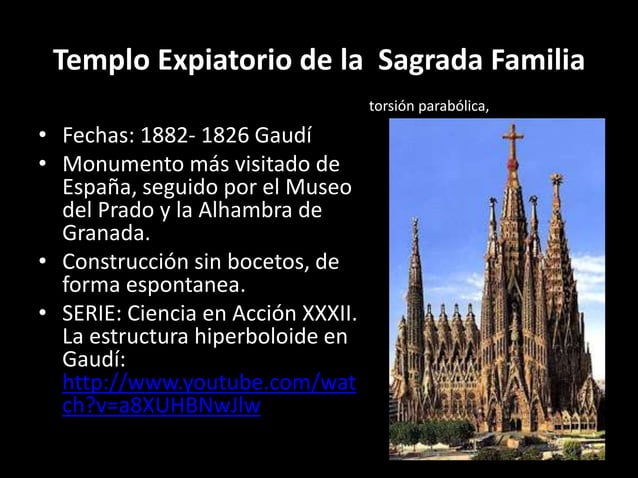 Templo Expiatorio de la  Sagrada Familia
torsión parabólica,
• Fechas: 1882- 1826 Gaudí
• Monumento más visitado de
España, seguido por el Museo
del Prado y la Alhambra de
Granada.
• Construcción sin bocetos, de
forma espontanea.
• SERIE: Ciencia en Acción XXXII.
La estructura hiperboloide en
Gaudí:
http://www.youtube.com/wat
ch?v=a8XUHBNwJlw